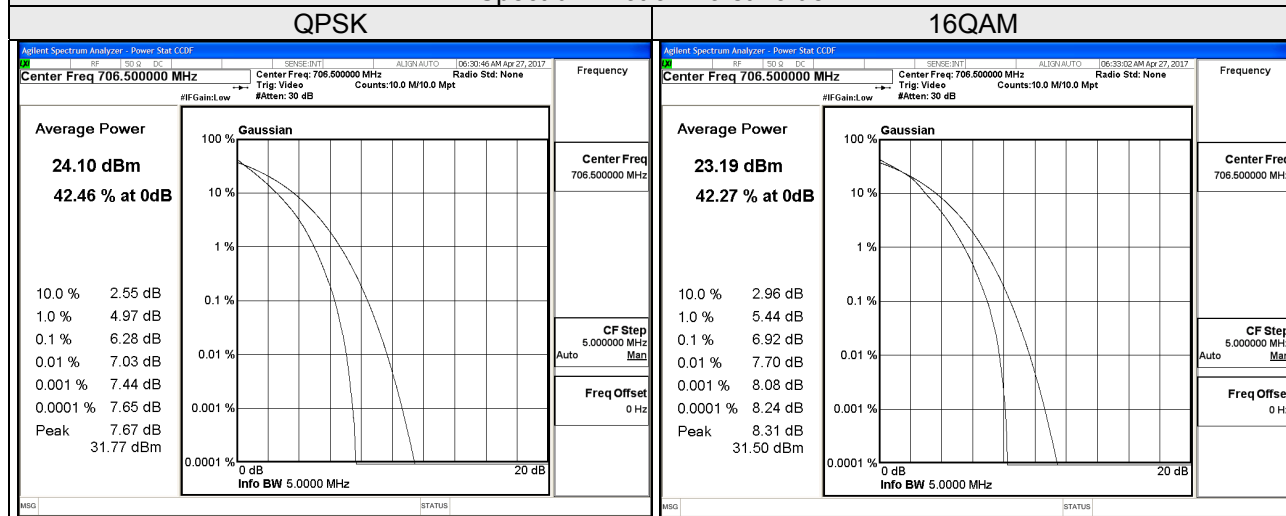 QPSK
16QAM
Agilent Spectrum Analyzer - Power Stat CCDF
RF 50 Ω DC SENSE:INT ALIGN AUTO 06:30:46 AM Apr 27, 2017
Center Freq 706.500000 MHz
Center Freq: 706.500000 MHz Radio Std: None
Trig: Video Counts:10.0 M/10.0 Mpt
#IFGain:Low #Atten: 30 dB
Frequency
Average Power
24.10 dBm
42.46 % at 0dB
10.0 % 2.55 dB
1.0 % 4.97 dB
0.1 % 6.28 dB
0.01 % 7.03 dB
0.001 % 7.44 dB
0.0001 % 7.65 dB
Peak 7.67 dB
31.77 dBm
Gaussian
100 %
10 %
1 %
0.1 %
0.01 %
0.001 %
0.0001 %
0 dB 20 dB
Info BW 5.0000 MHz
Center Freq
706.500000 MHz
CF Step
5.000000 MHz
Auto Man
Freq Offset
0 Hz
MSG STATUS
Agilent Spectrum Analyzer - Power Stat CCDF
RF 50 Ω DC SENSE:INT ALIGN AUTO 06:33:02 AM Apr 27, 2017
Center Freq 706.500000 MHz
Center Freq: 706.500000 MHz Radio Std: None
Trig: Video Counts:10.0 M/10.0 Mpt
#IFGain:Low #Atten: 30 dB
Frequency
Average Power
23.19 dBm
42.27 % at 0dB
10.0 % 2.96 dB
1.0 % 5.44 dB
0.1 % 6.92 dB
0.01 % 7.70 dB
0.001 % 8.08 dB
0.0001 % 8.24 dB
Peak 8.31 dB
31.50 dBm
Gaussian
100 %
10 %
1 %
0.1 %
0.01 %
0.001 %
0.0001 %
0 dB 20 dB
Info BW 5.0000 MHz
Center Freq
706.500000 MH
CF Step
5.000000 MH
Auto Ma
Freq Offse
0 H
MSG STATUS